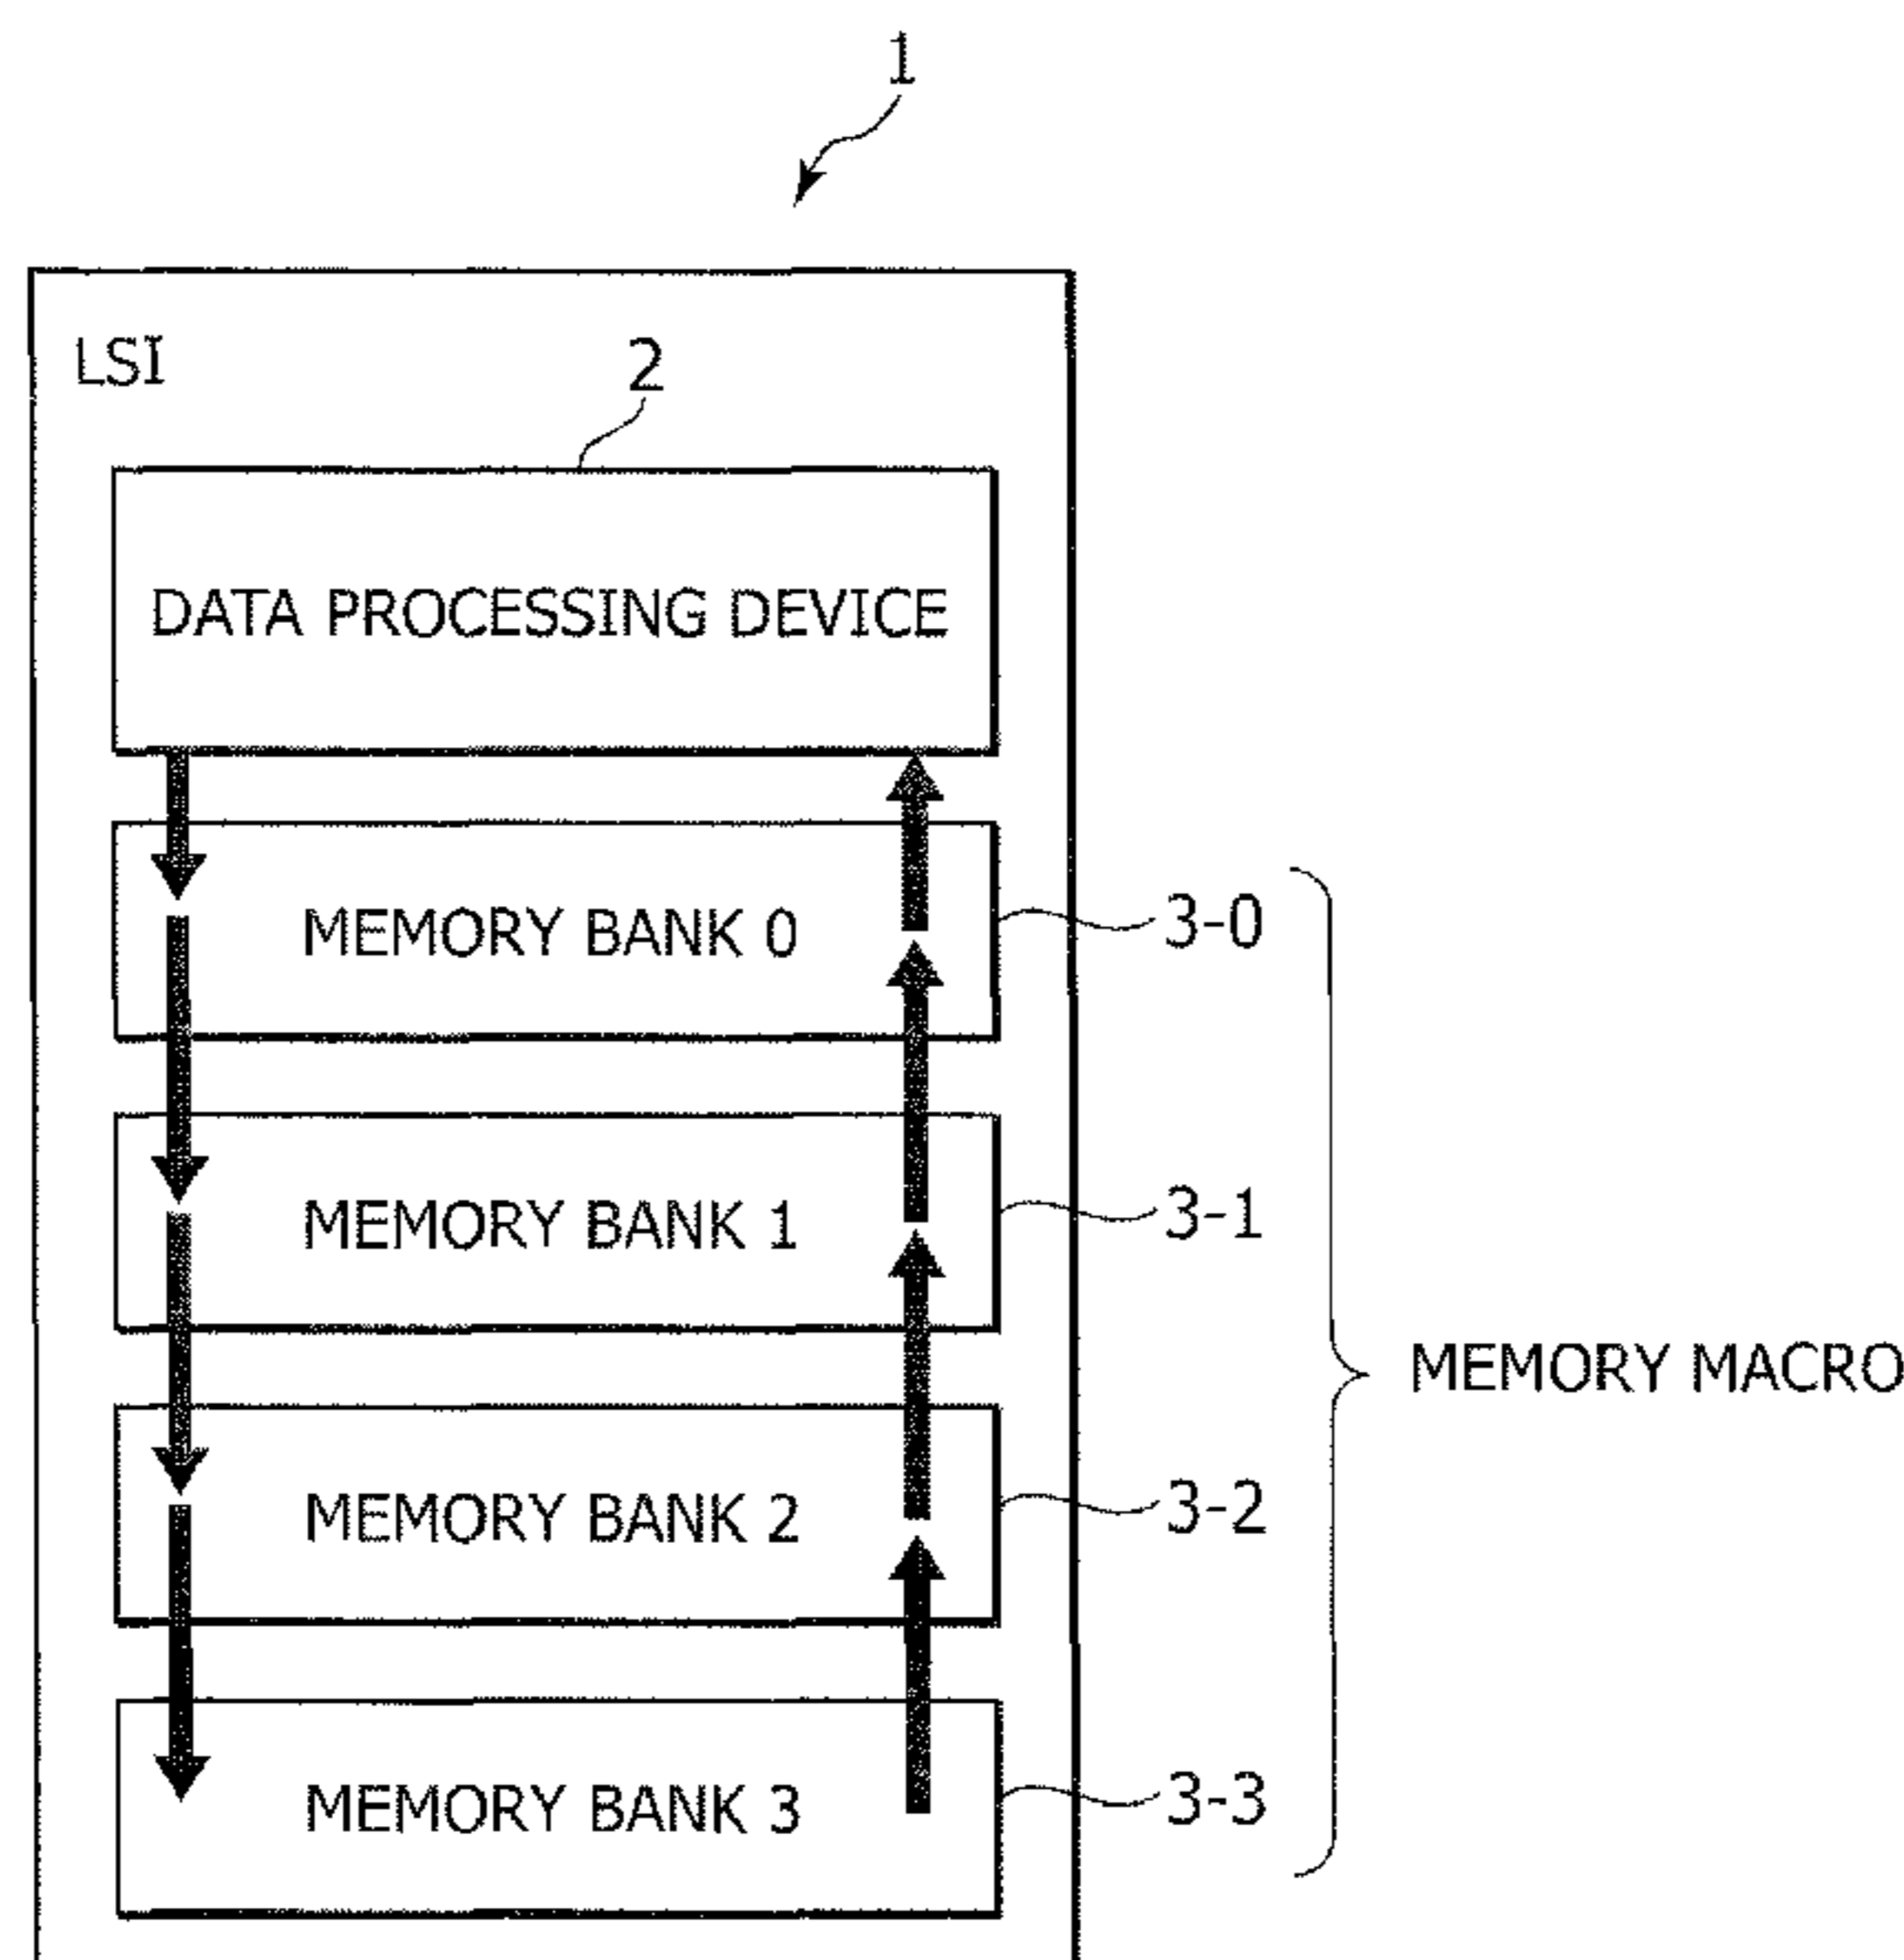 1
LSI
2
DATA PROCESSING DEVICE
MEMORY BANK 0
3-0
MEMORY BANK 1
3-1
MEMORY MACRO
MEMORY BANK 2
3-2
MEMORY BANK 3
3-3